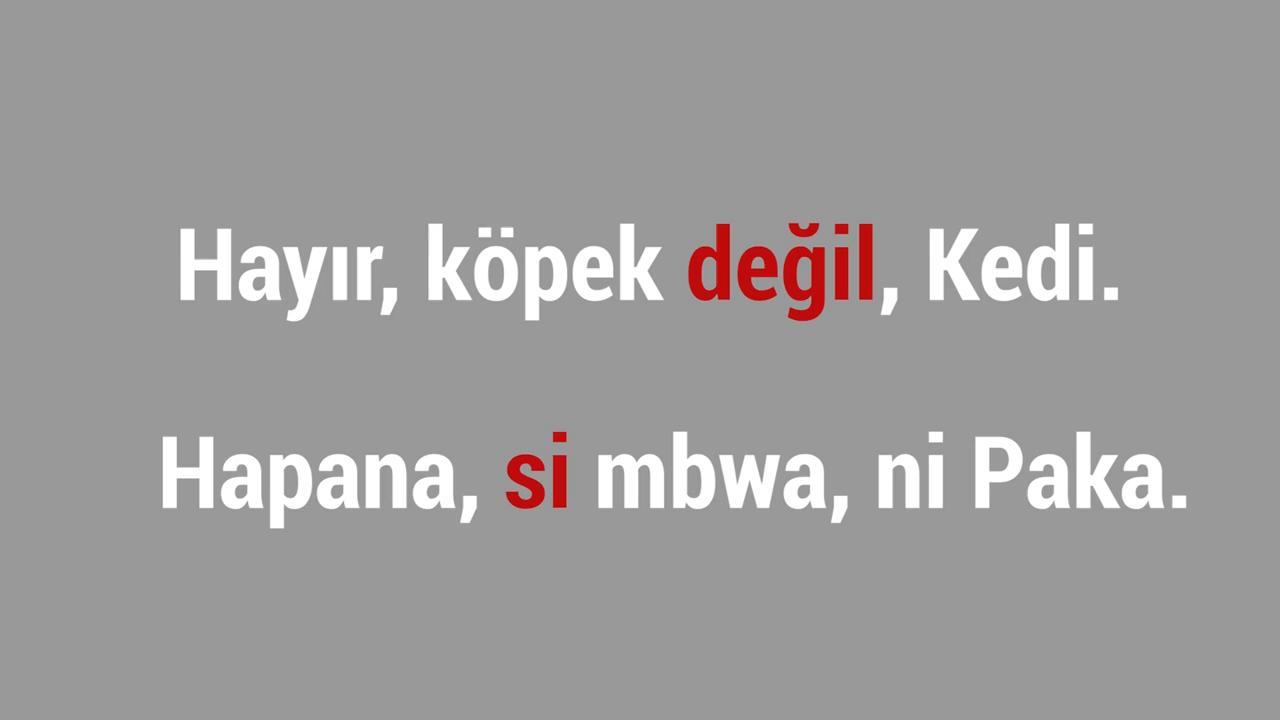 Hayır, köpek değil, Kedi.
Hapana, si mbwa, ni Paka.